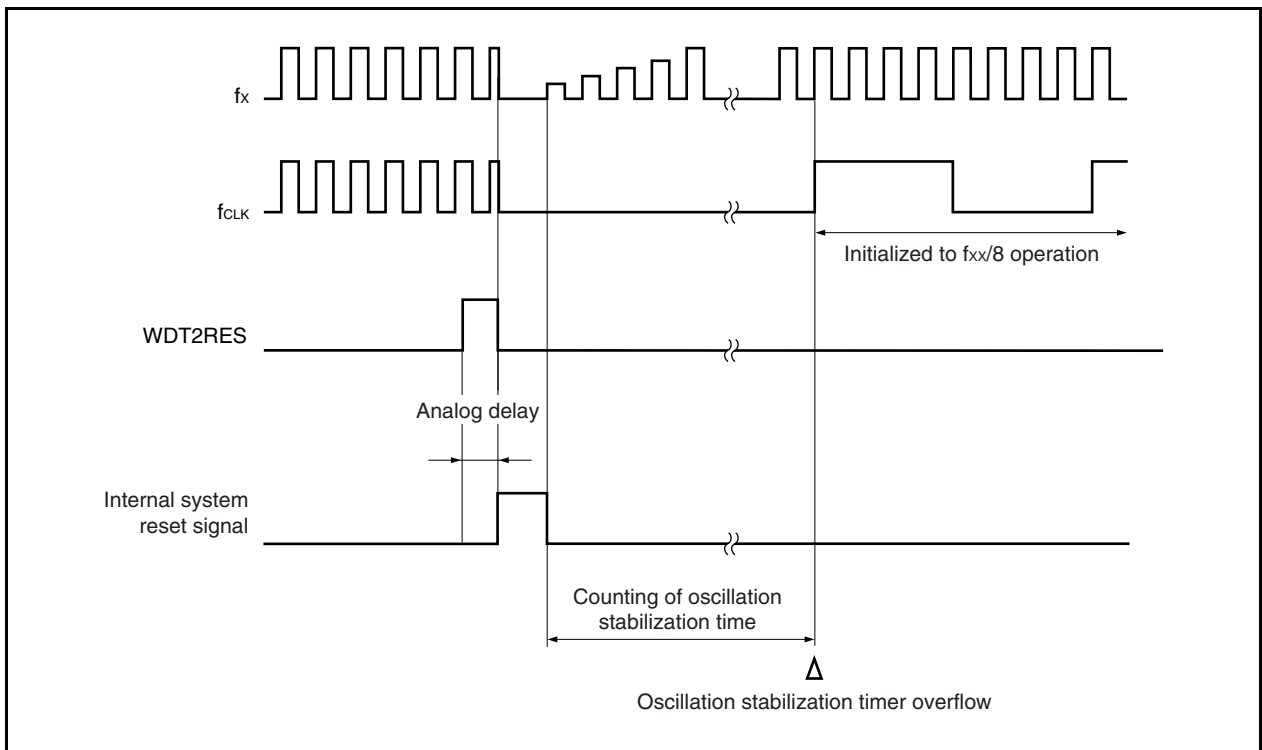 fX
fCLK
Initialized to fXX/8 operation
WDT2RES
Analog delay
Internal system
reset signal
Counting of oscillation
stabilization time
Oscillation stabilization timer overflow